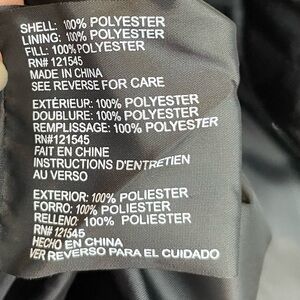 SHELL: 100% POLYESTER
LINING: 100% POLYESTER
FILL: 100% POLYESTER
RN# 121545
MADE IN CHINA
SEE REVERSE FOR CARE
EXTÉRIEUR: 100% POLYESTER
DOUBLURE: 100% POLYESTER
REMPLISSAGE: 100% POLYESTER
RN#121545
FAIT EN CHINE
INSTRUCTIONS D'ENTRETIEN
AU VERSO
EXTERIOR: 100% POLIESTER
FORRO: 100% POLIESTER
RELLENO: 100% POLIESTER
RN# 121545
HECHO EN CHINA
VER REVERSO PARA EL CUIDADO